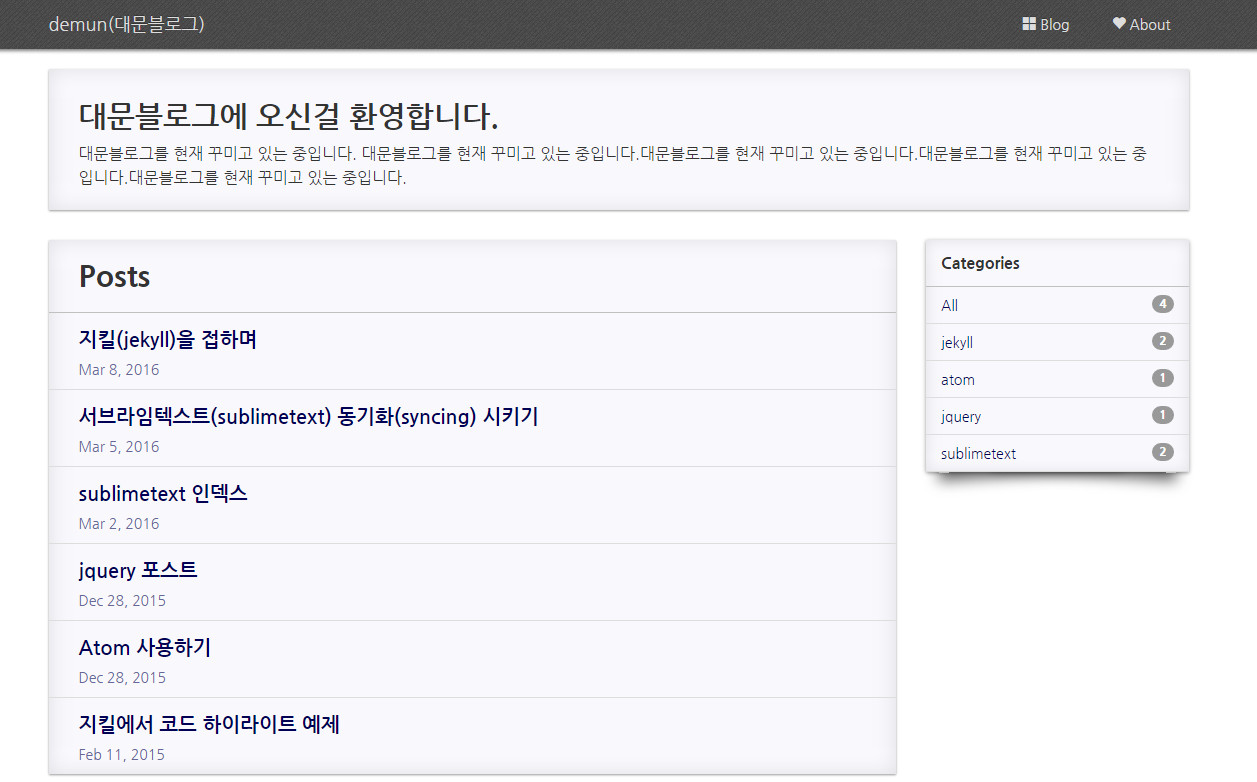 demun(대문블로그)
Blog
About
대문블로그에 오신걸 환영합니다.
대문블로그를 현재 꾸미고 있는 중입니다. 대문블로그를 현재 꾸미고 있는 중입니다.대문블로그를 현재 꾸미고 있는 중입니다.대문블로그를 현재 꾸미고 있는 중
입니다.대문블로그를 현재 꾸미고 있는 중입니다.
Posts
지킬(jekyll)을 접하며
Mar 8, 2016
서브라임텍스트(sublimetext) 동기화(syncing) 시키기
Mar 5, 2016
sublimetext 인덱스
Mar 2, 2016
jquery 포스트
Dec 28, 2015
Atom 사용하기
Dec 28, 2015
지킬에서 코드 하이라이트 예제
Feb 11, 2015
Categories
All 4
jekyll 2
atom 1
jquery 1
sublimetext 2